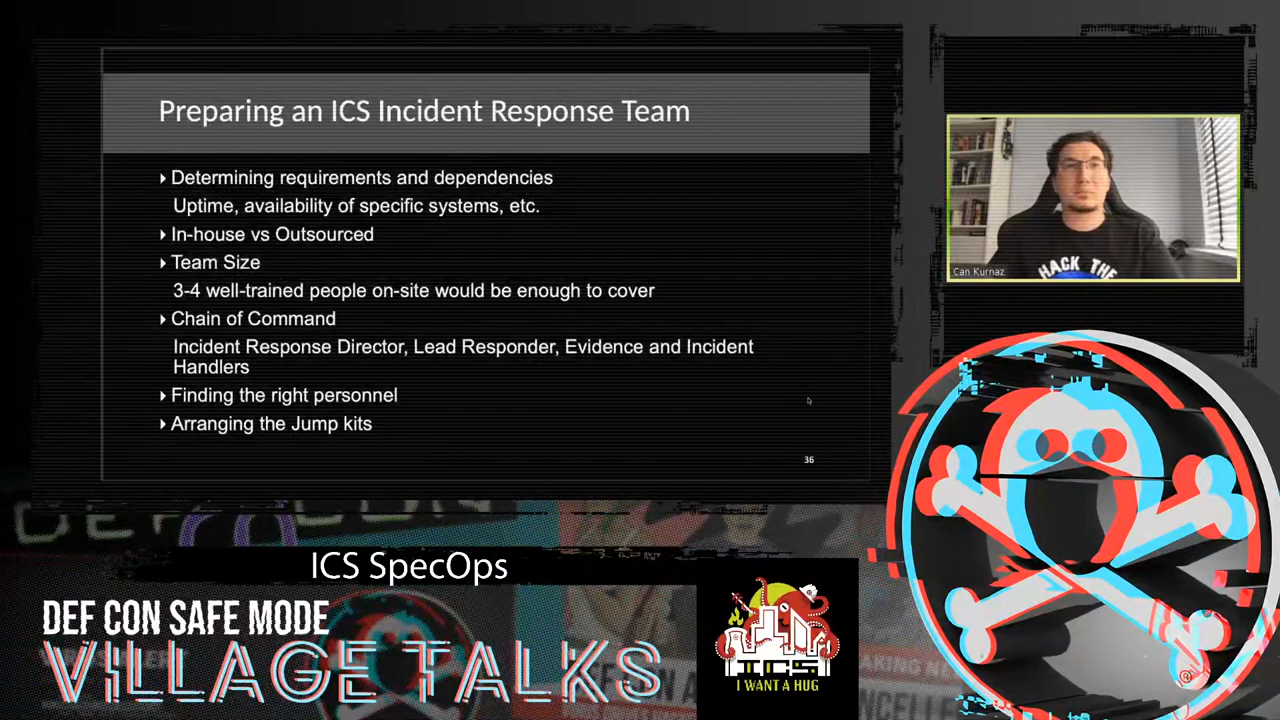 Preparing an ICS Incident Response Team
Determining requirements and dependencies
Uptime, availability of specific systems, etc.
In-house vs Outsourced
Team Size
3-4 well-trained people on-site would be enough to cover
Chain of Command
Incident Response Director, Lead Responder, Evidence and Incident
Handlers
Finding the right personnel
Arranging the Jump kits
36
HACK THE
Can Kurnaz
DEF CON
ICS SpecOps
DEF CON SAFE MODE
VILLAGE TALKS
ICS
I WANT A HUG